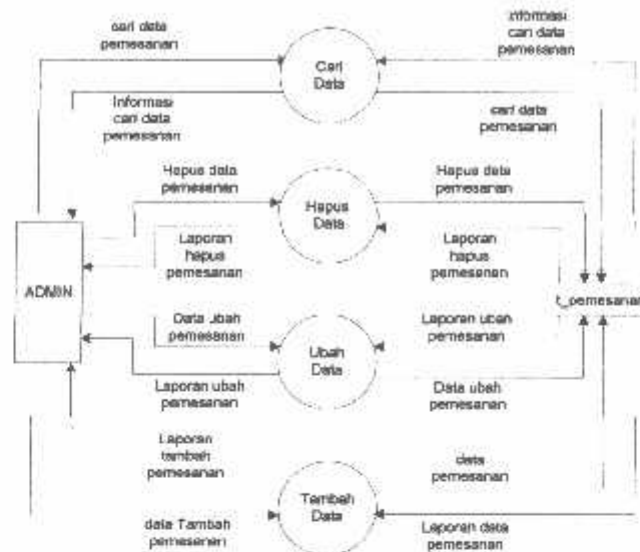 cari data
pemesanan
Informasi
cari data
pemesanan
Cari
Data
Informasi
cari data
pemesanan
cari data
pemesanan
Hapus data
pemesanan
Hapus
Data
Hapus data
pemesanan
Laporan
hapus
pemesanan
Laporan
hapus
pemesanan
ADMIN
t_pemesanan
Data ubah
pemesanan
Ubah
Data
Laporan ubah
pemesanan
Laporan ubah
pemesanan
Data ubah
pemesanan
Laporan
tambah
pemesanan
data
pemesanan
Tambah
Data
data Tambah
pemesanan
Laporan data
pemesanan